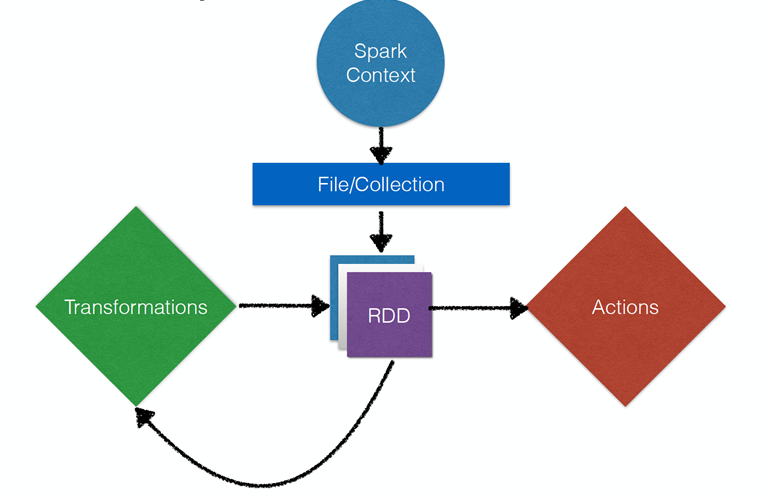 Spark
Context
File/Collection
Transformations
RDD
Actions